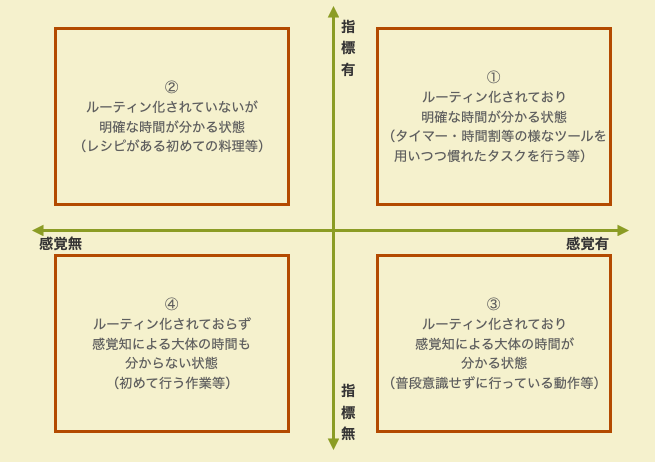 指
標
有
②
ルーティン化されていないが
明確な時間が分かる状態
（レシピがある初めての料理等）
①
ルーティン化されており
明確な時間が分かる状態
（タイマー・時間割等の様なツールを
用いつつ慣れたタスクを行う等）
感覚無
感覚有
④
ルーティン化されておらず
感覚知による大体の時間も
分からない状態
（初めて行う作業等）
③
ルーティン化されており
感覚知による大体の時間が
分かる状態
（普段意識せずに行っている動作等）
指
標
無